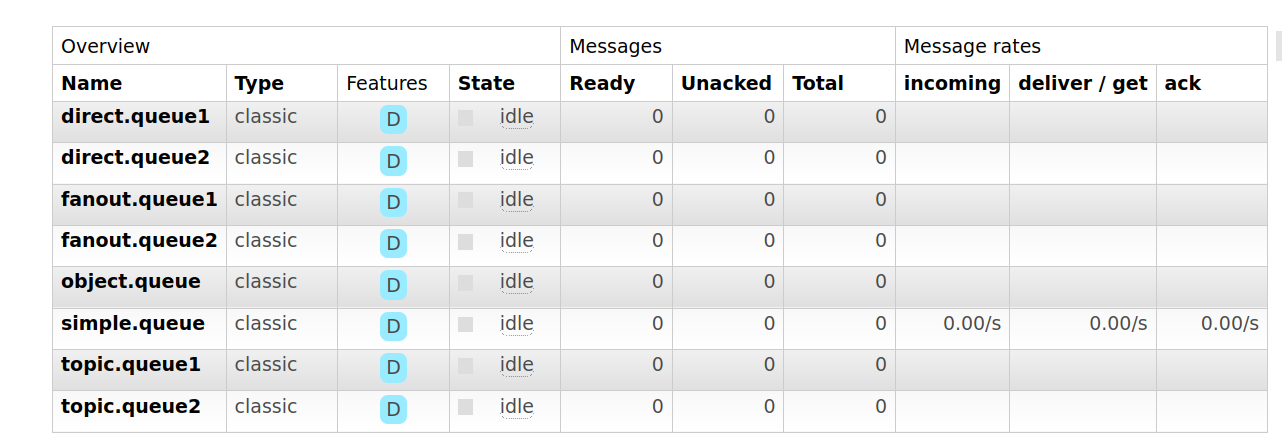 Overview Messages Message rates
Name Type Features State Ready Unacked Total incoming deliver / get ack
direct.queue1 classic D idle 0 0 0
direct.queue2 classic D idle 0 0 0
fanout.queue1 classic D idle 0 0 0
fanout.queue2 classic D idle 0 0 0
object.queue classic D idle 0 0 0
simple.queue classic D idle 0 0 0 0.00/s 0.00/s 0.00/s
topic.queue1 classic D idle 0 0 0
topic.queue2 classic D idle 0 0 0